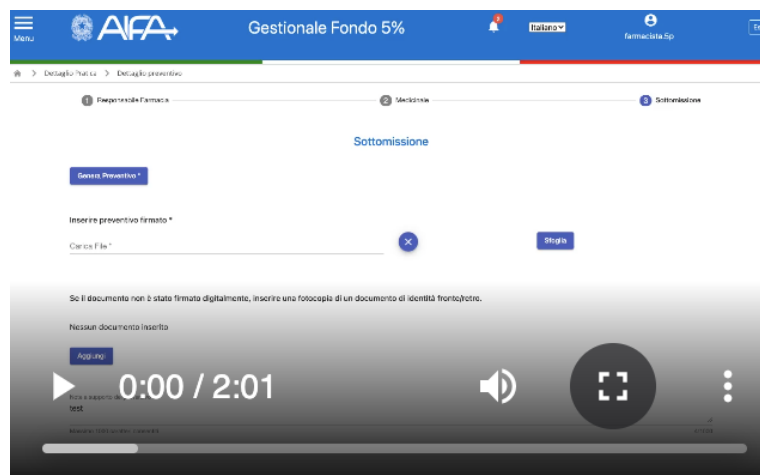 AIFA
Gestionale Fondo 5%
2
Italiano
farmacista.5p
Menu
> Dettaglio Pratica > Dettaglio preventivo
1 Responsabile Farmacia
2 Medicinale
3 Sottomissione
Sottomissione
Genera Preventivo *
Inserire preventivo firmato *
Carica File *
Sfoglia
Se il documento non è stato firmato digitalmente, inserire una fotocopia di un documento di identità fronte/retro.
Nessun documento inserito
Aggiungi
0:00 / 2:01
test